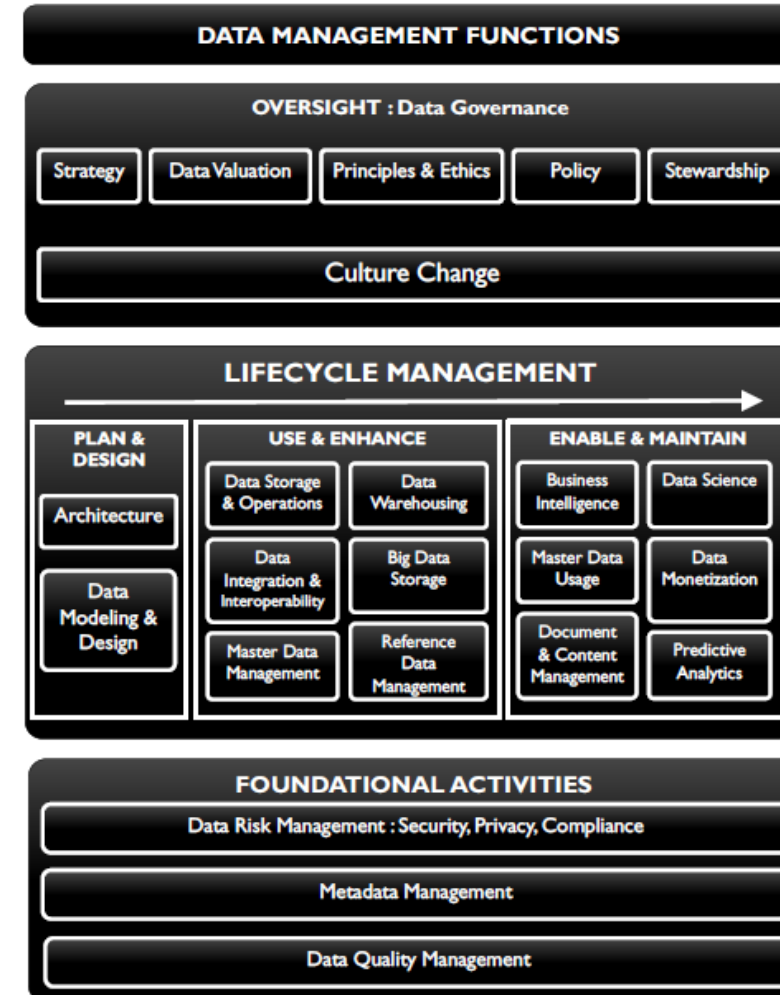 DATA MANAGEMENT FUNCTIONS
OVERSIGHT : Data Governance
Strategy
Data Valuation
Principles & Ethics
Policy
Stewardship
Culture Change
LIFECYCLE MANAGEMENT
PLAN &
DESIGN
Architecture
Data
Modeling &
Design
USE & ENHANCE
Data Storage
& Operations
Data
Warehousing
Data
Integration &
Interoperability
Big Data
Storage
Master Data
Management
Reference
Data
Management
ENABLE & MAINTAIN
Business
Intelligence
Data Science
Master Data
Usage
Data
Monetization
Document
& Content
Management
Predictive
Analytics
FOUNDATIONAL ACTIVITIES
Data Risk Management : Security, Privacy, Compliance
Metadata Management
Data Quality Management